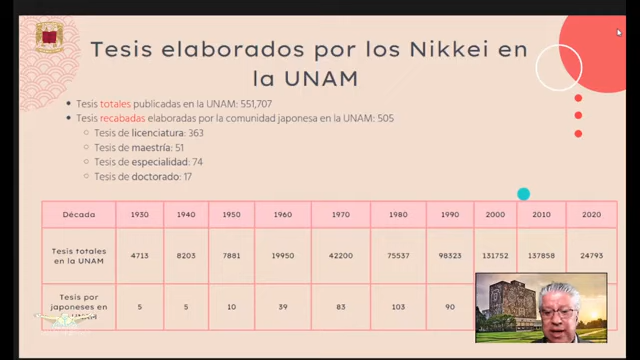 Tesis elaborados por los Nikkei en
la UNAM
Tesis totales publicadas en la UNAM: 551,707
Tesis recabadas elaboradas por la comunidad japonesa en la UNAM: 505
Tesis de licenciatura: 363
Tesis de maestría: 51
Tesis de especialidad: 74
Tesis de doctorado: 17
Década 1930 1940 1950 1960 1970 1980 1990 2000 2010 2020
Tesis totales
en la UNAM 4713 8203 7881 19950 42200 75537 98323 131752 137858 24793
Tesis por
japoneses en 5 5 10 39 83 103 90